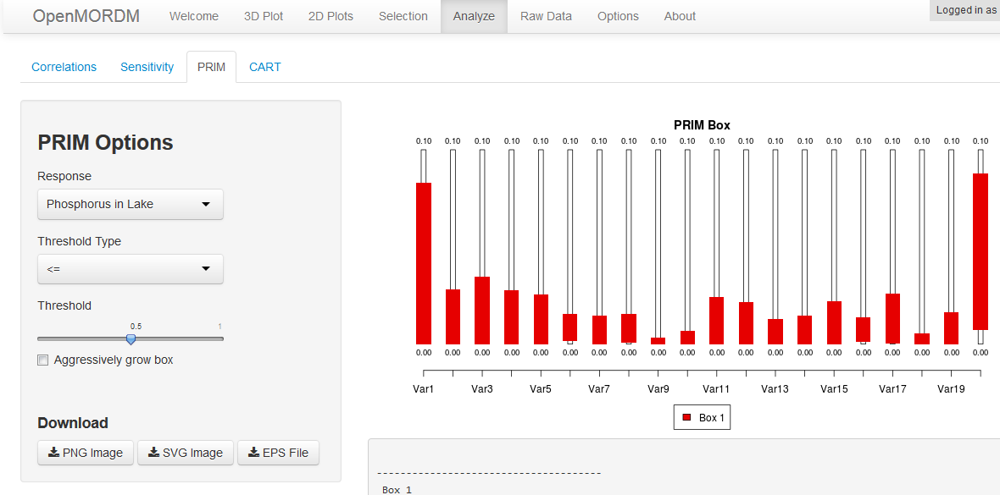 OpenMORDM Welcome 3D Plot 2D Plots Selection Analyze Raw Data Options About Logged in as
Correlations Sensitivity PRIM CART
PRIM Options
Response
Phosphorus in Lake
Threshold Type
<=
Threshold
0.5 1
Aggressively grow box
Download
PNG Image SVG Image EPS File
PRIM Box
0.10 0.10 0.10 0.10 0.10 0.10 0.10 0.10 0.10 0.10 0.10 0.10 0.10 0.10 0.10 0.10 0.10 0.10 0.10 0.10
0.00 0.00 0.00 0.00 0.00 0.00 0.00 0.00 0.00 0.00 0.00 0.00 0.00 0.00 0.00 0.00 0.00 0.00 0.00 0.00
Var1 Var3 Var5 Var7 Var9 Var11 Var13 Var15 Var17 Var19
Box 1
------------------------------------
Box 1